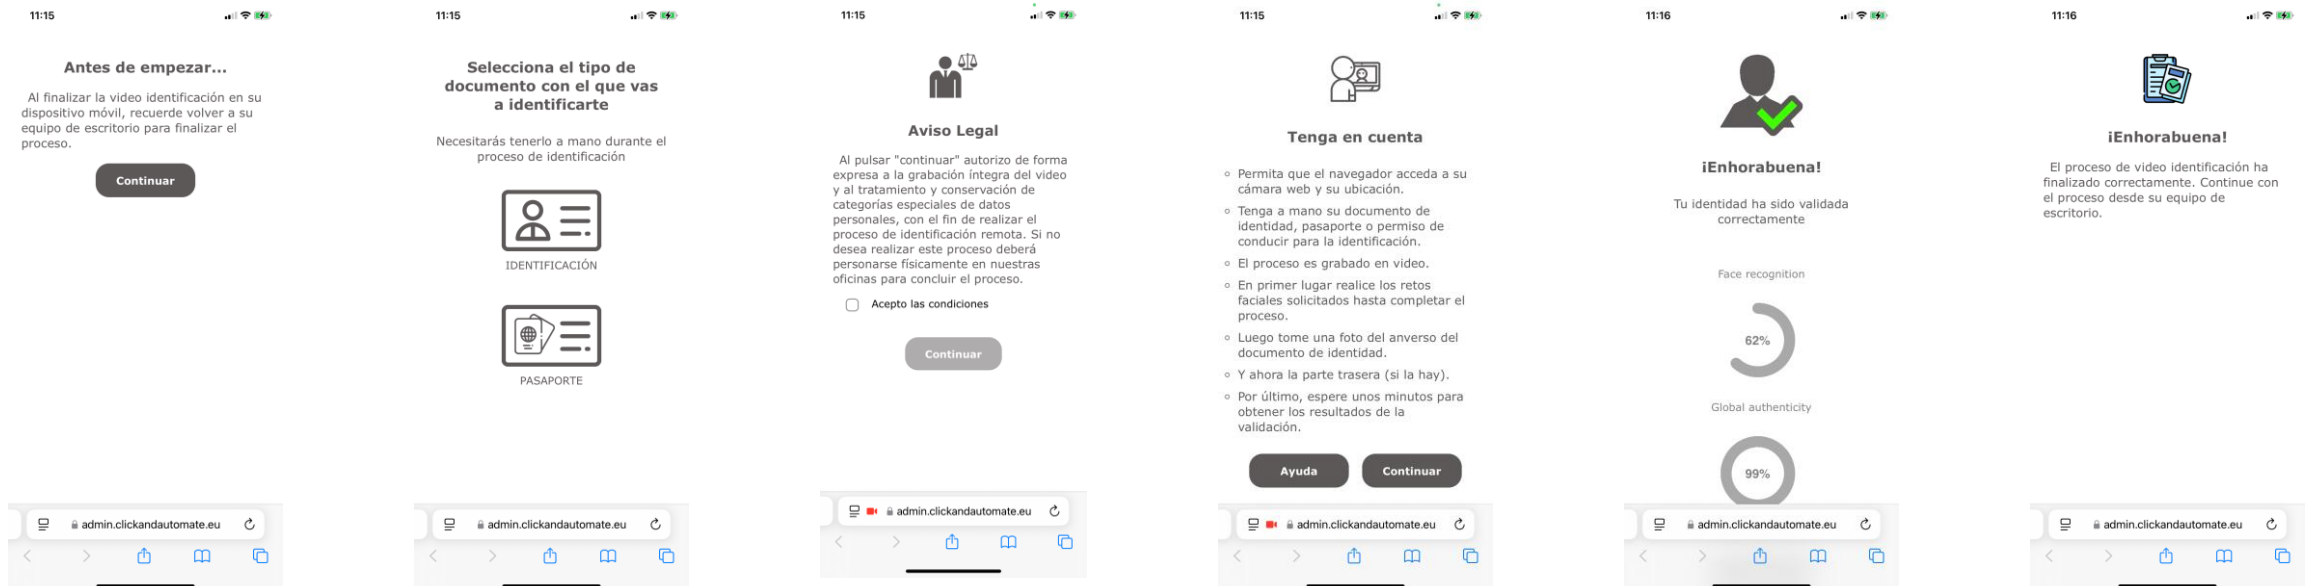 11:15
Antes de empezar...
Al finalizar la video identificación en su
dispositivo móvil, recuerde volver a su
equipo de escritorio para finalizar el
proceso.
Continuar
admin.clickandautomate.eu
11:15
Selecciona el tipo de
documento con el que vas
a identificarte
Necesitarás tenerlo a mano durante el
proceso de identificación
IDENTIFICACIÓN
PASAPORTE
admin.clickandautomate.eu
11:15
Aviso Legal
Al pulsar "continuar" autorizo de forma
expresa a la grabación íntegra del video
y al tratamiento y conservación de
categorías especiales de datos
personales, con el fin de realizar el
proceso de identificación remota. Si no
desea realizar este proceso deberá
personarse físicamente en nuestras
oficinas para concluir el proceso.
Acepto las condiciones
Continuar
admin.clickandautomate.eu
11:15
Tenga en cuenta
Permita que el navegador acceda a su
cámara web y su ubicación.
Tenga a mano su documento de
identidad, pasaporte o permiso de
conducir para la identificación.
El proceso es grabado en video.
En primer lugar realice los retos
faciales solicitados hasta completar el
proceso.
Luego tome una foto del anverso del
documento de identidad.
Y ahora la parte trasera (si la hay).
Por último, espere unos minutos para
obtener los resultados de la
validación.
Ayuda Continuar
admin.clickandautomate.eu
11:16
¡Enhorabuena!
Tu identidad ha sido validada
correctamente
Face recognition
62%
Global authenticity
99%
admin.clickandautomate.eu
11:16
¡Enhorabuena!
El proceso de video identificación ha
finalizado correctamente. Continue con
el proceso desde su equipo de
escritorio.
admin.clickandautomate.eu